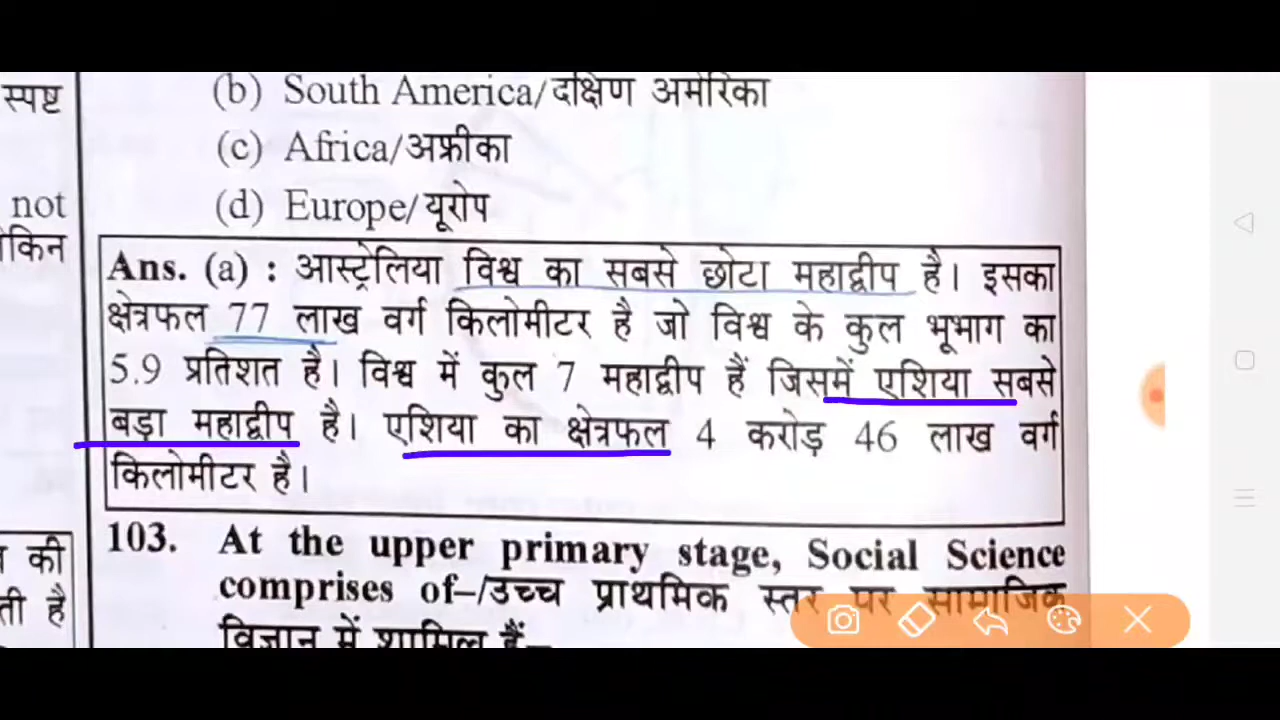 (b) South America/दक्षिण अमेरिका
स्पष्ट
(c) Africa/अफ्रीका
not
(d) Europe/यूरोप
Ans. (a) : आस्ट्रेलिया विश्व का सबसे छोटा महाद्वीप है। इसका
क्षेत्रफल 77 लाख वर्ग किलोमीटर है जो विश्व के कुल भूभाग का
5.9 प्रतिशत है। विश्व में कुल 7 महाद्वीप हैं जिसमें एशिया सबसे
बड़ा महाद्वीप है। एशिया का क्षेत्रफल 4 करोड़ 46 लाख वर्ग
किलोमीटर है।
103. At the upper primary stage, Social Science
comprises of–/उच्च प्राथमिक स्तर पर सामाजिक
विज्ञान में शामिल हैं–
की
ती है